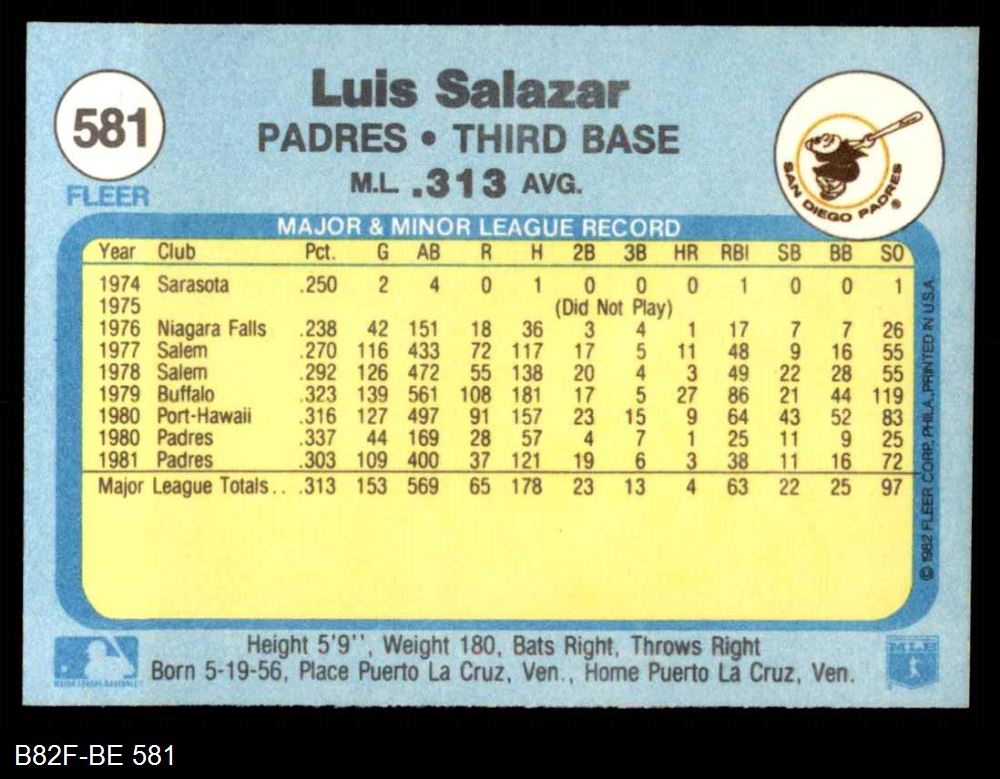 581
FLEER
Luis Salazar
PADRES • THIRD BASE
M.L. .313 AVG.
SAN DIEGO PADRES ®
MAJOR & MINOR LEAGUE RECORD
Year Club Pct. G AB R H 2B 3B HR RBI SB BB SO
1974 Sarasota .250 2 4 0 1 0 0 0 1 0 0 1
1975 (Did Not Play)
1976 Niagara Falls .238 42 151 18 36 3 4 1 17 7 7 26
1977 Salem .270 116 433 72 117 17 5 11 48 9 16 55
1978 Salem .292 126 472 55 138 20 4 3 49 22 28 55
1979 Buffalo .323 139 561 108 181 17 5 27 86 21 44 119
1980 Port-Hawaii .316 127 497 91 157 23 15 9 64 43 52 83
1980 Padres .337 44 169 28 57 4 7 1 25 11 9 25
1981 Padres .303 109 400 37 121 19 6 3 38 11 16 72
Major League Totals.. .313 153 569 65 178 23 13 4 63 22 25 97
© 1982 FLEER CORP., PHILA., PRINTED IN U.S.A.
Height 5'9'', Weight 180, Bats Right, Throws Right
Born 5-19-56, Place Puerto La Cruz, Ven., Home Puerto La Cruz, Ven.
MAJOR LEAGUE BASEBALL
B82F-BE 581